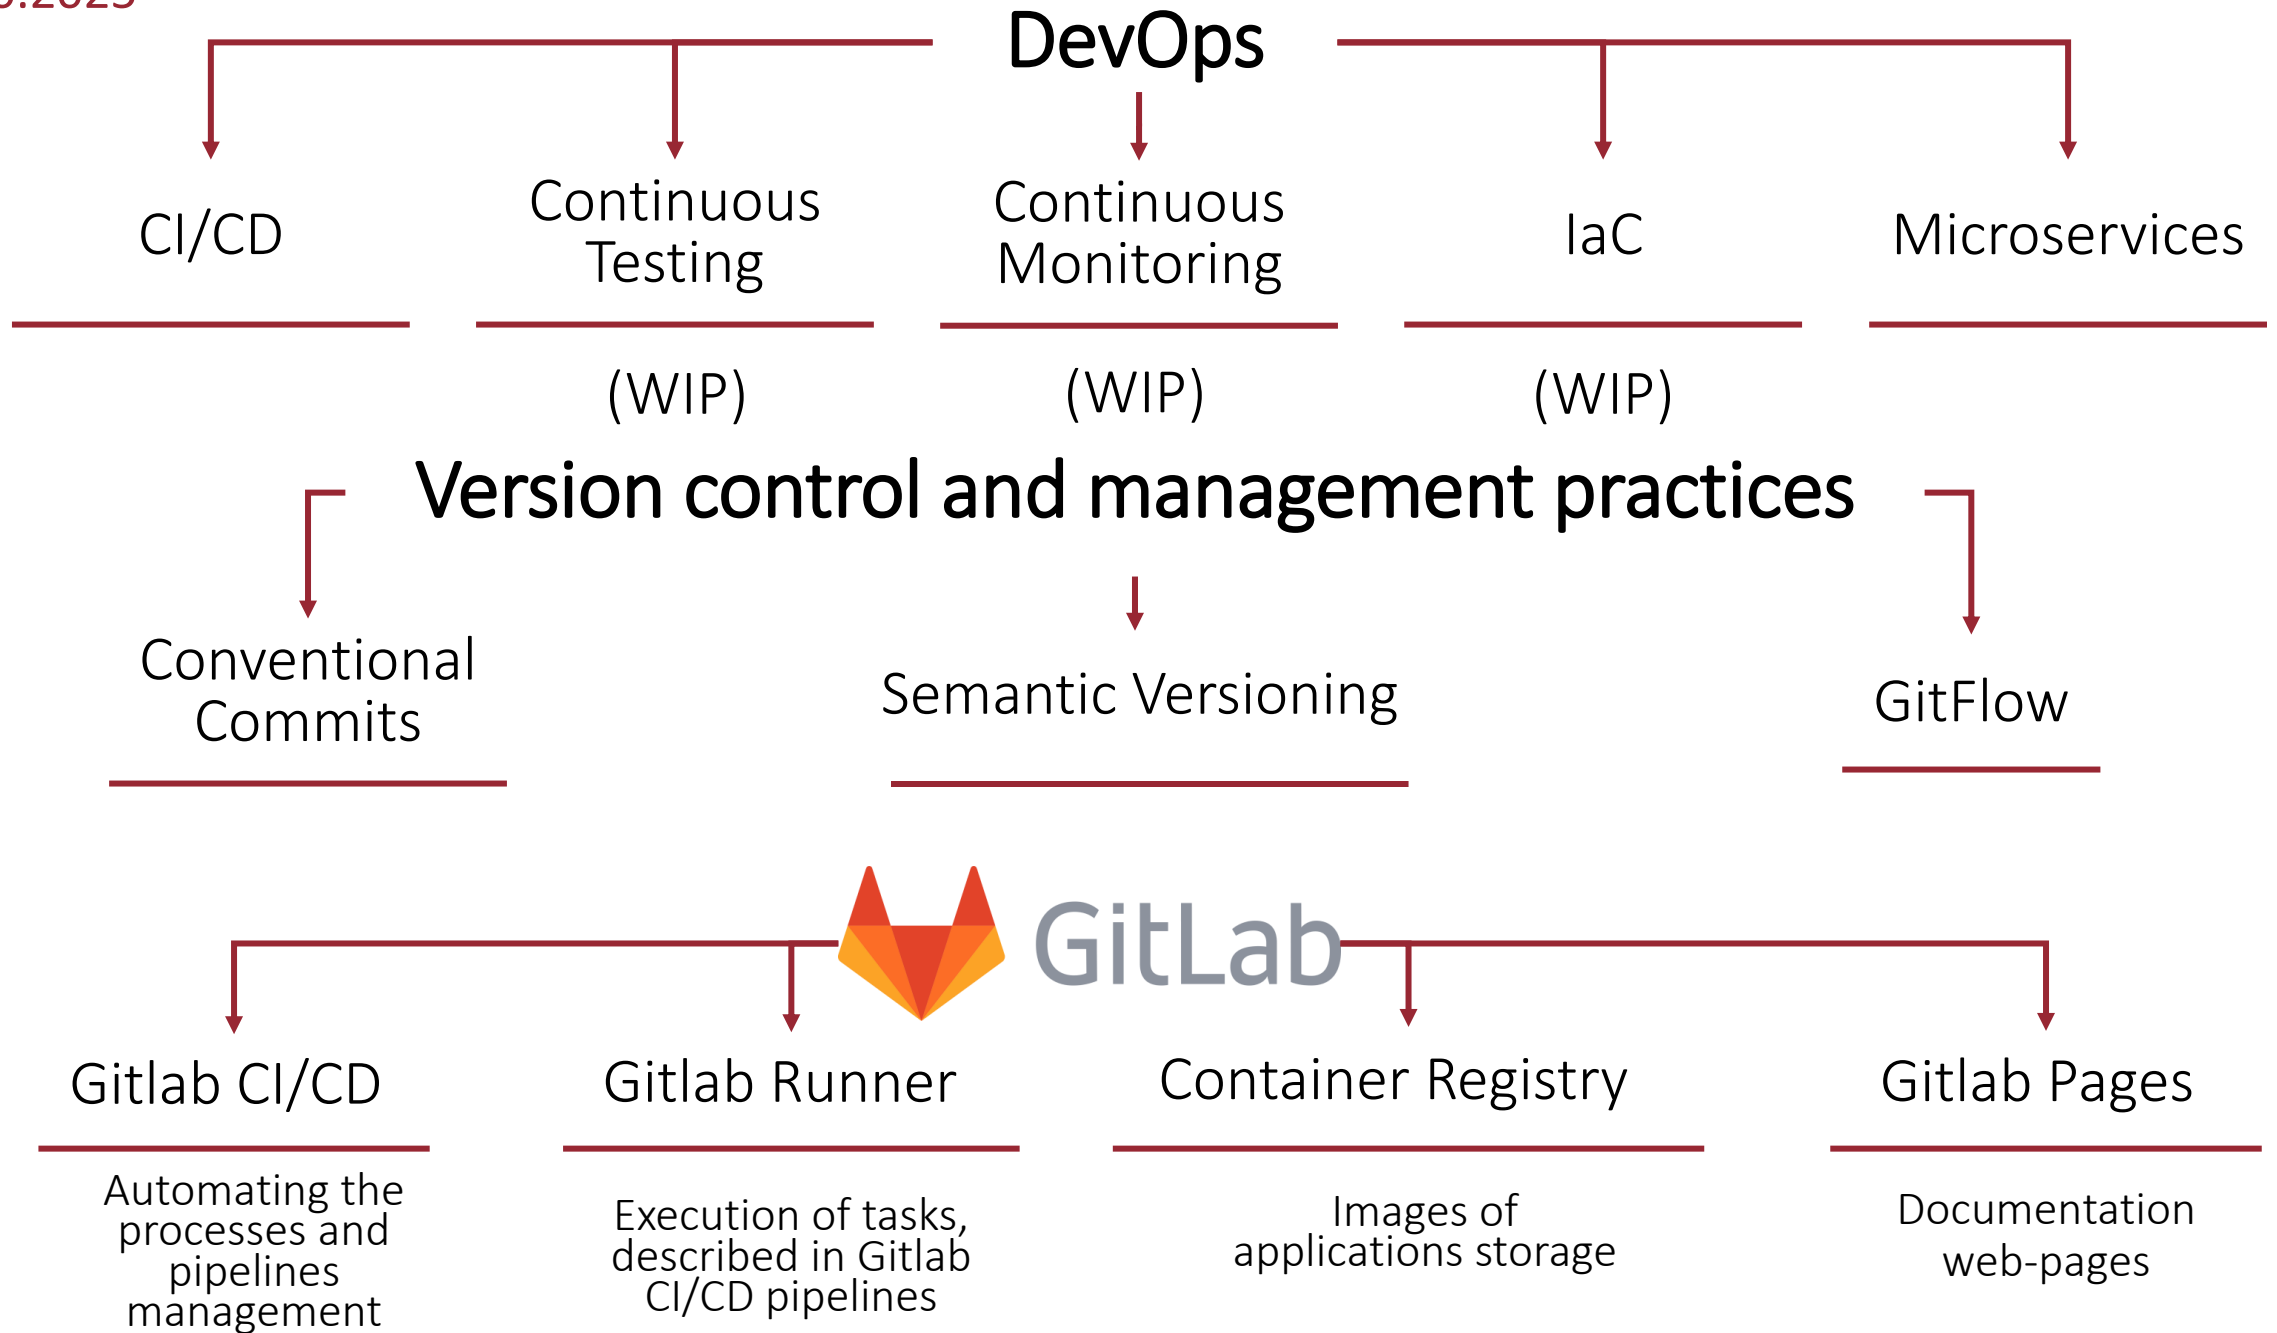 DevOps
CI/CD
Continuous
Testing
Continuous
Monitoring
IaC
Microservices
(WIP)
(WIP)
(WIP)
Version control and management practices
Conventional
Commits
Semantic Versioning
GitFlow
GitLab
Gitlab CI/CD
Gitlab Runner
Container Registry
Gitlab Pages
Automating the
processes and
pipelines
management
Execution of tasks,
described in Gitlab
CI/CD pipelines
Images of
applications storage
Documentation
web-pages